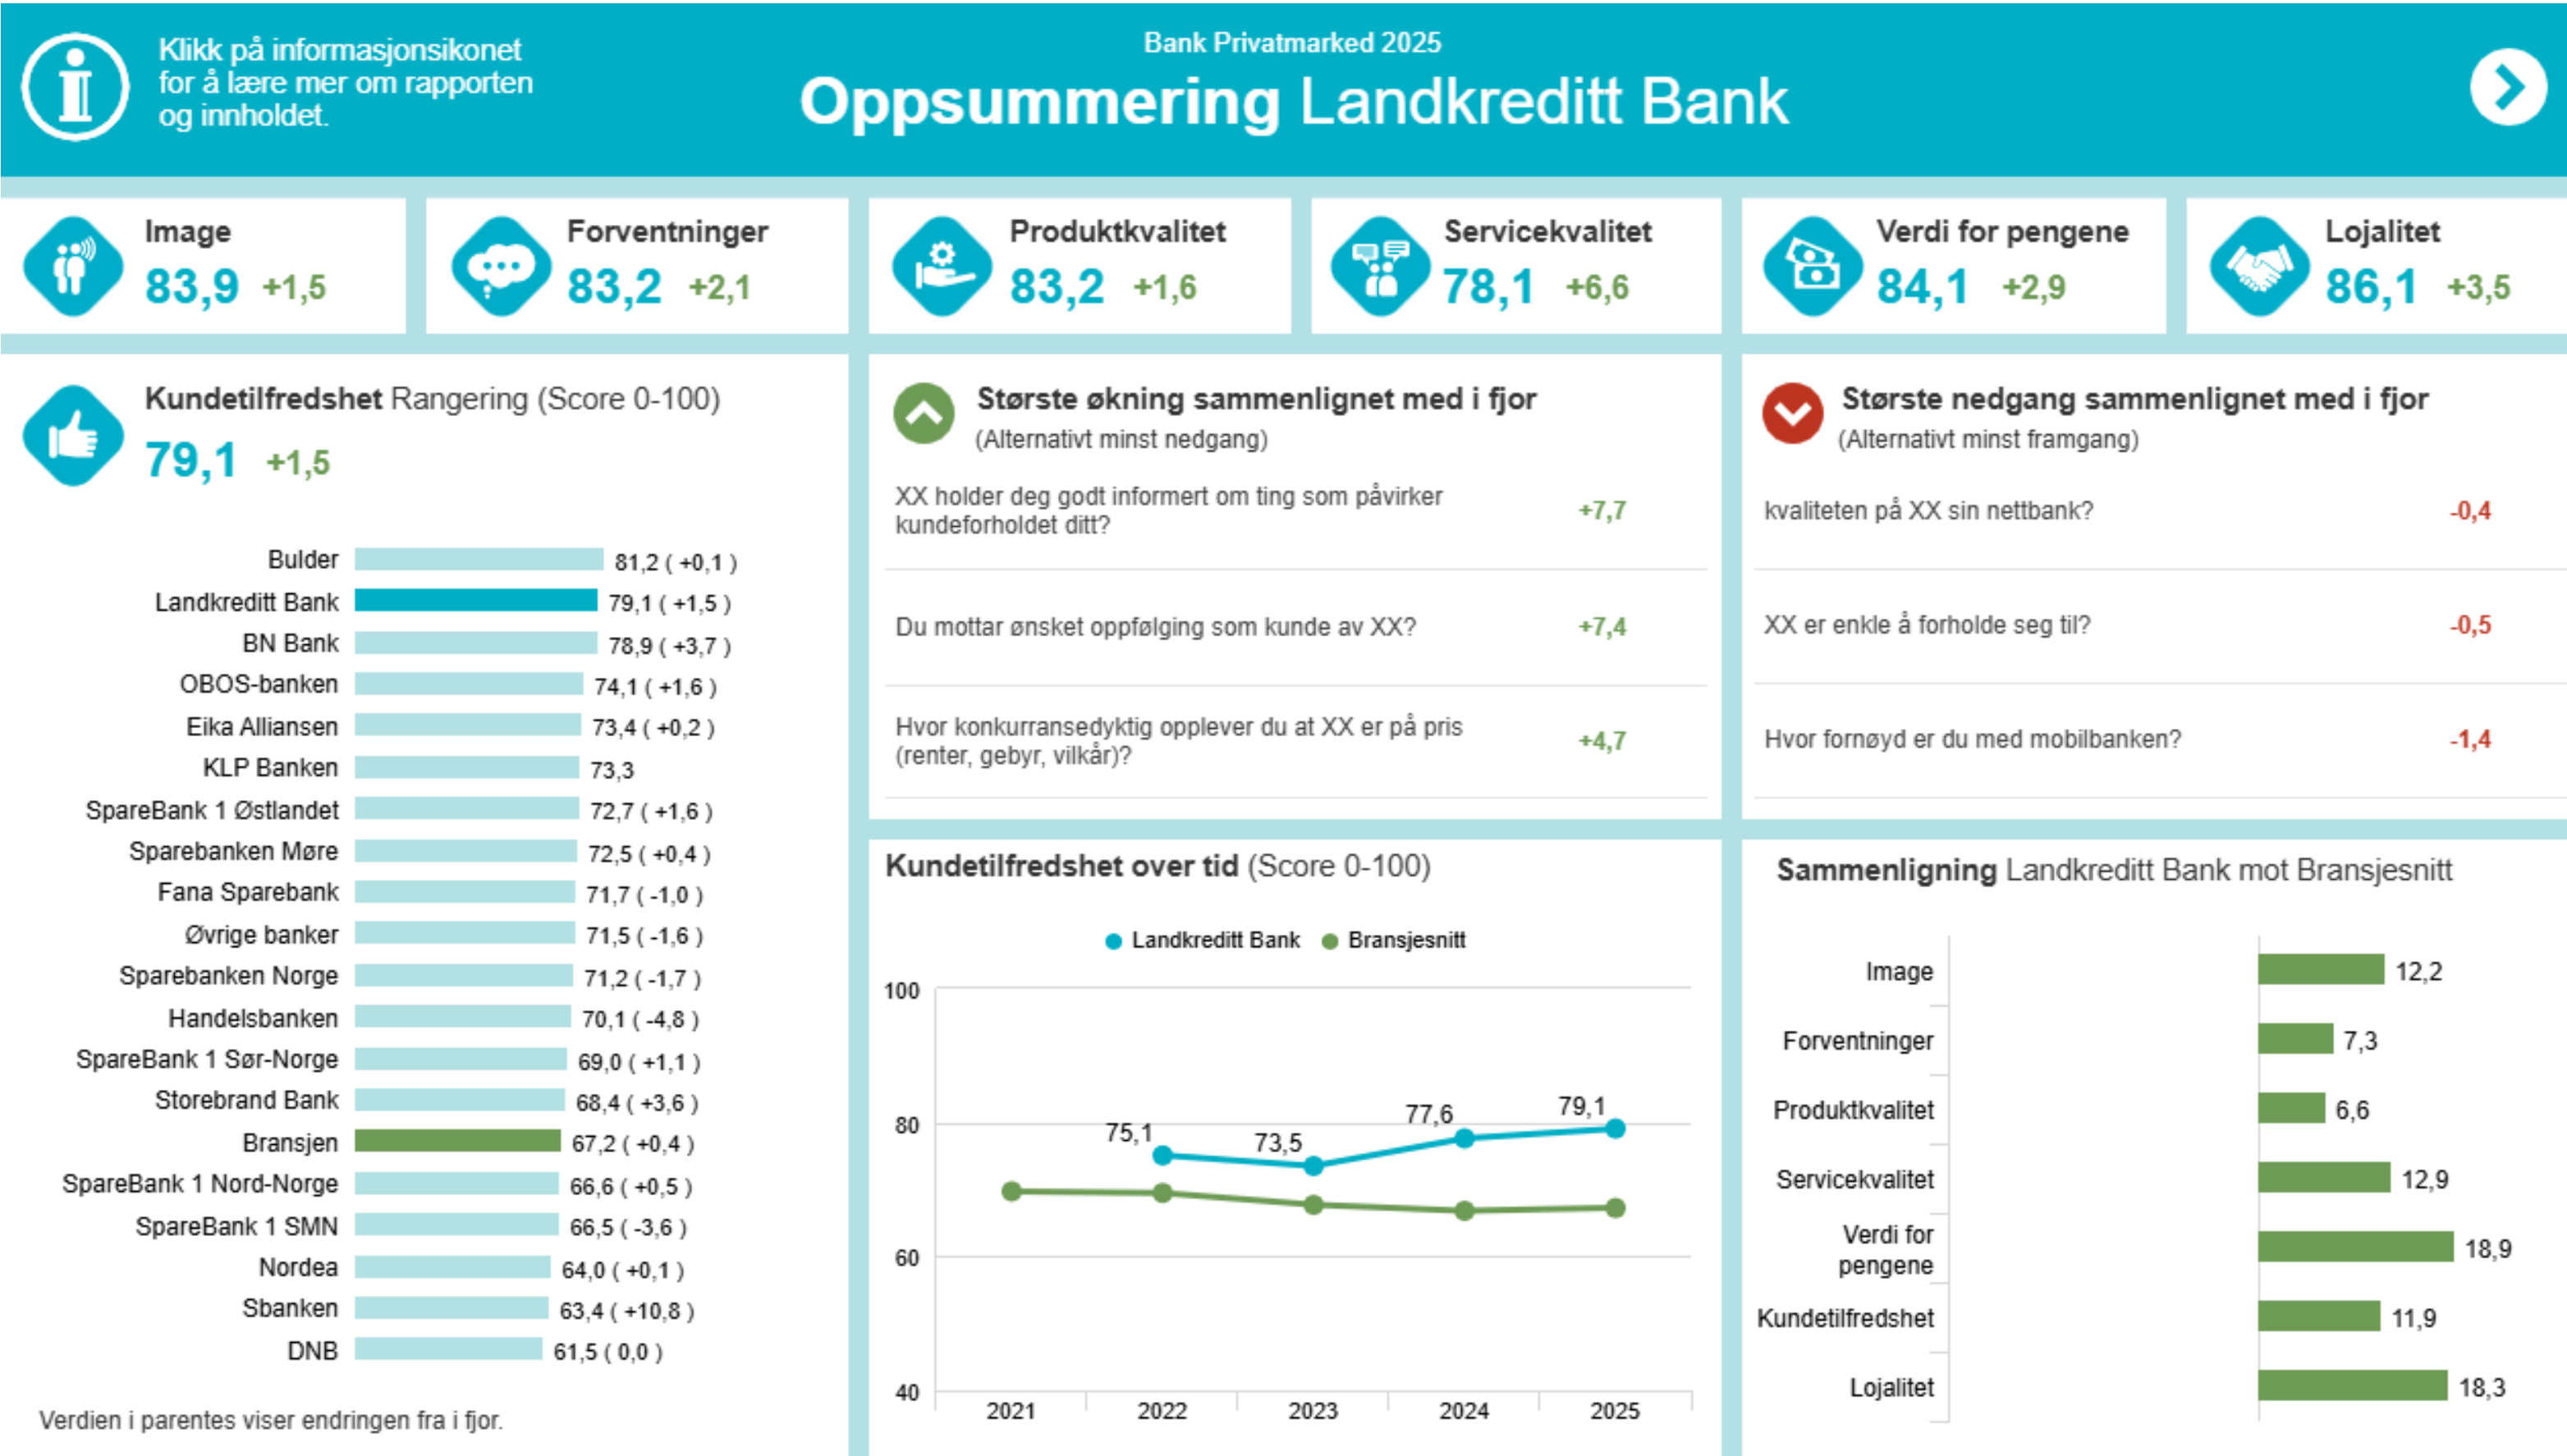 Klikk på informasjonsikonet
for å lære mer om rapporten
og innholdet.
Bank Privatmarked 2025
Oppsummering Landkreditt Bank
Image
83,9 +1,5
Forventninger
83,2 +2,1
Produktkvalitet
83,2 +1,6
Servicekvalitet
78,1 +6,6
Verdi for pengene
84,1 +2,9
Lojalitet
86,1 +3,5
Kundetilfredshet Rangering (Score 0-100)
79,1 +1,5
Bulder 81,2 ( +0,1 )
Landkreditt Bank 79,1 ( +1,5 )
BN Bank 78,9 ( +3,7 )
OBOS-banken 74,1 ( +1,6 )
Eika Alliansen 73,4 ( +0,2 )
KLP Banken 73,3
SpareBank 1 Østlandet 72,7 ( +1,6 )
Sparebanken Møre 72,5 ( +0,4 )
Fana Sparebank 71,7 ( -1,0 )
Øvrige banker 71,5 ( -1,6 )
Sparebanken Norge 71,2 ( -1,7 )
Handelsbanken 70,1 ( -4,8 )
SpareBank 1 Sør-Norge 69,0 ( +1,1 )
Storebrand Bank 68,4 ( +3,6 )
Bransjen 67,2 ( +0,4 )
SpareBank 1 Nord-Norge 66,6 ( +0,5 )
SpareBank 1 SMN 66,5 ( -3,6 )
Nordea 64,0 ( +0,1 )
Sbanken 63,4 ( +10,8 )
DNB 61,5 ( 0,0 )
Verdien i parentes viser endringen fra i fjor.
Største økning sammenlignet med i fjor
(Alternativt minst nedgang)
XX holder deg godt informert om ting som påvirker
kundeforholdet ditt?
+7,7
Du mottar ønsket oppfølging som kunde av XX? +7,4
Hvor konkurransedyktig opplever du at XX er på pris
(renter, gebyr, vilkår)?
+4,7
Største nedgang sammenlignet med i fjor
(Alternativt minst framgang)
kvaliteten på XX sin nettbank? -0,4
XX er enkle å forholde seg til? -0,5
Hvor fornøyd er du med mobilbanken? -1,4
Kundetilfredshet over tid (Score 0-100)
Landkreditt Bank Bransjesnitt
100
80
60
40
75,1
73,5
77,6
79,1
2021 2022 2023 2024 2025
Sammenligning Landkreditt Bank mot Bransjesnitt
Image 12,2
Forventninger 7,3
Produktkvalitet 6,6
Servicekvalitet 12,9
Verdi for
pengene
18,9
Kundetilfredshet 11,9
Lojalitet 18,3